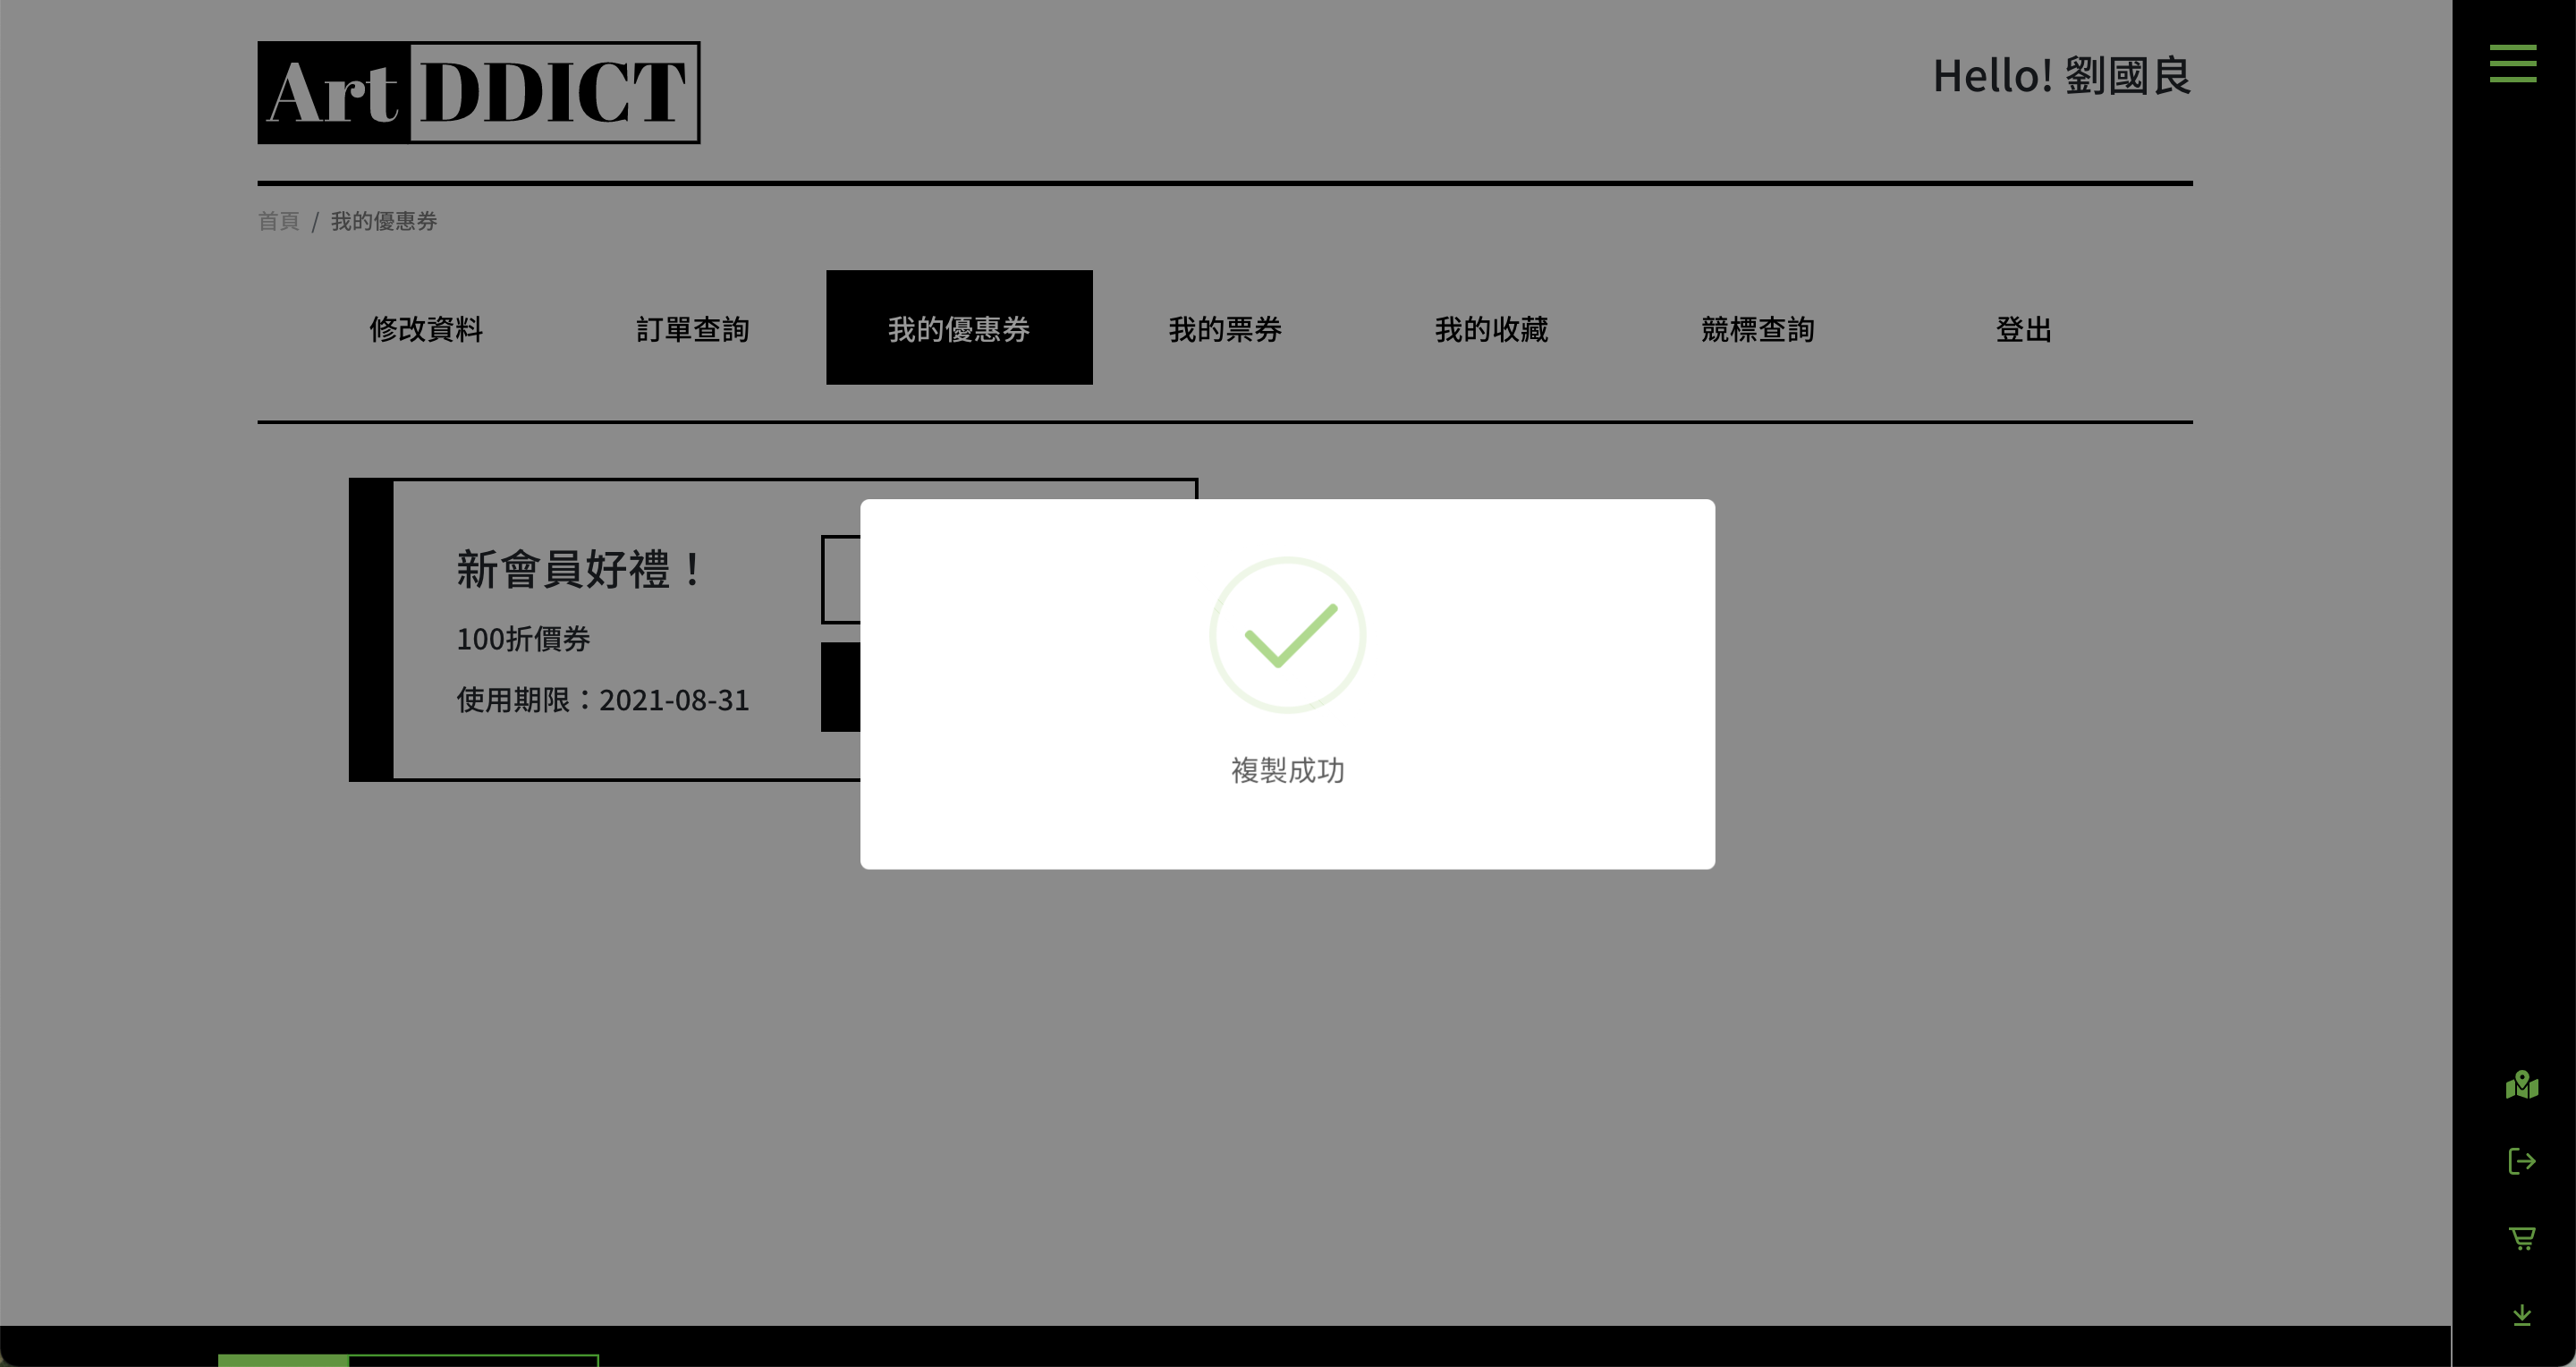 Art DDICT
Hello! 劉國良
首頁 / 我的優惠券
修改資料 訂單查詢 我的優惠券 我的票券 我的收藏 競標查詢 登出
新會員好禮！
100折價券
使用期限：2021-08-31
複製成功